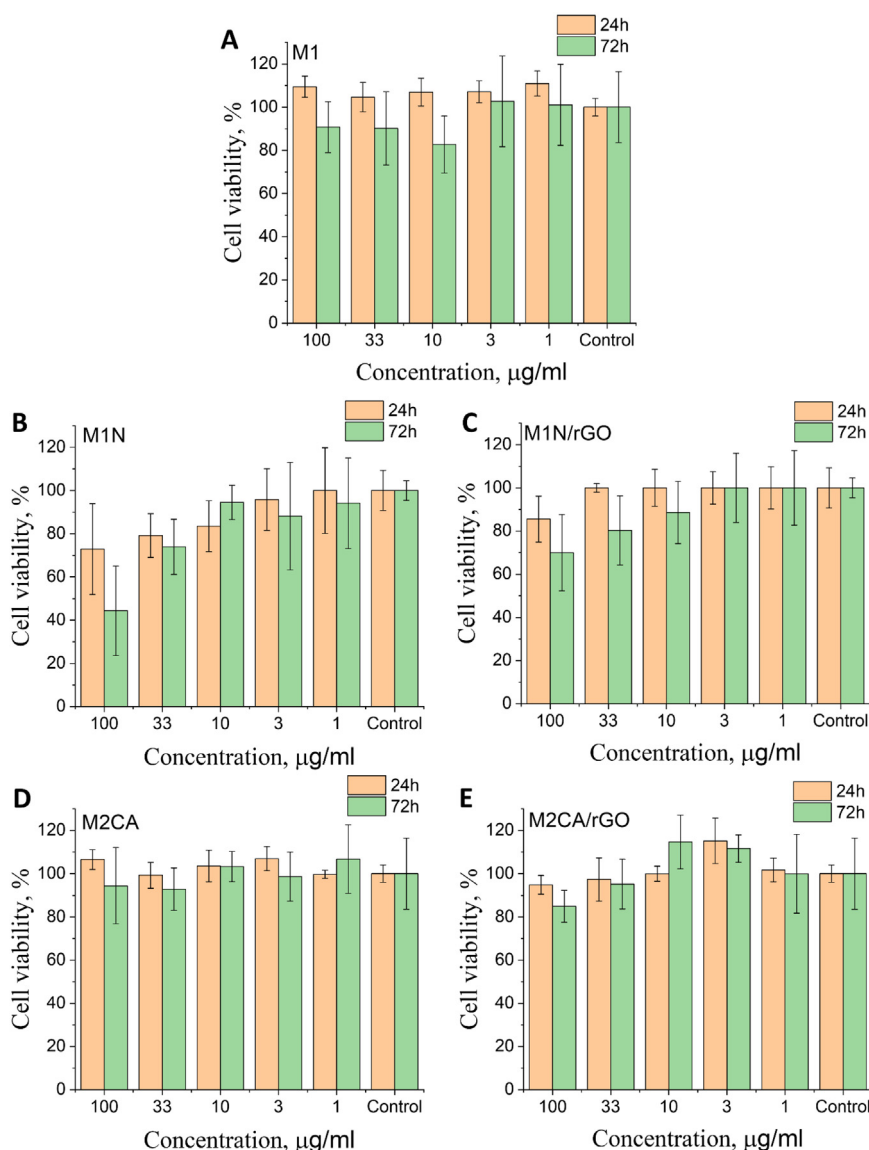 A
M1
24h
72h
120
100
80
60
40
20
0
Cell viability, %
100 33 10 3 1 Control
Concentration, μg/ml
B
M1N
24h
72h
120
100
80
60
40
20
0
Cell viability, %
100 33 10 3 1 Control
Concentration, μg/ml
C
M1N/rGO
24h
72h
120
100
80
60
40
20
0
Cell viability, %
100 33 10 3 1 Control
Concentration, μg/ml
D
M2CA
24h
72h
120
100
80
60
40
20
0
Cell viability, %
100 33 10 3 1 Control
Concentration, μg/ml
E
M2CA/rGO
24h
72h
120
100
80
60
40
20
0
Cell viability, %
100 33 10 3 1 Control
Concentration, μg/ml